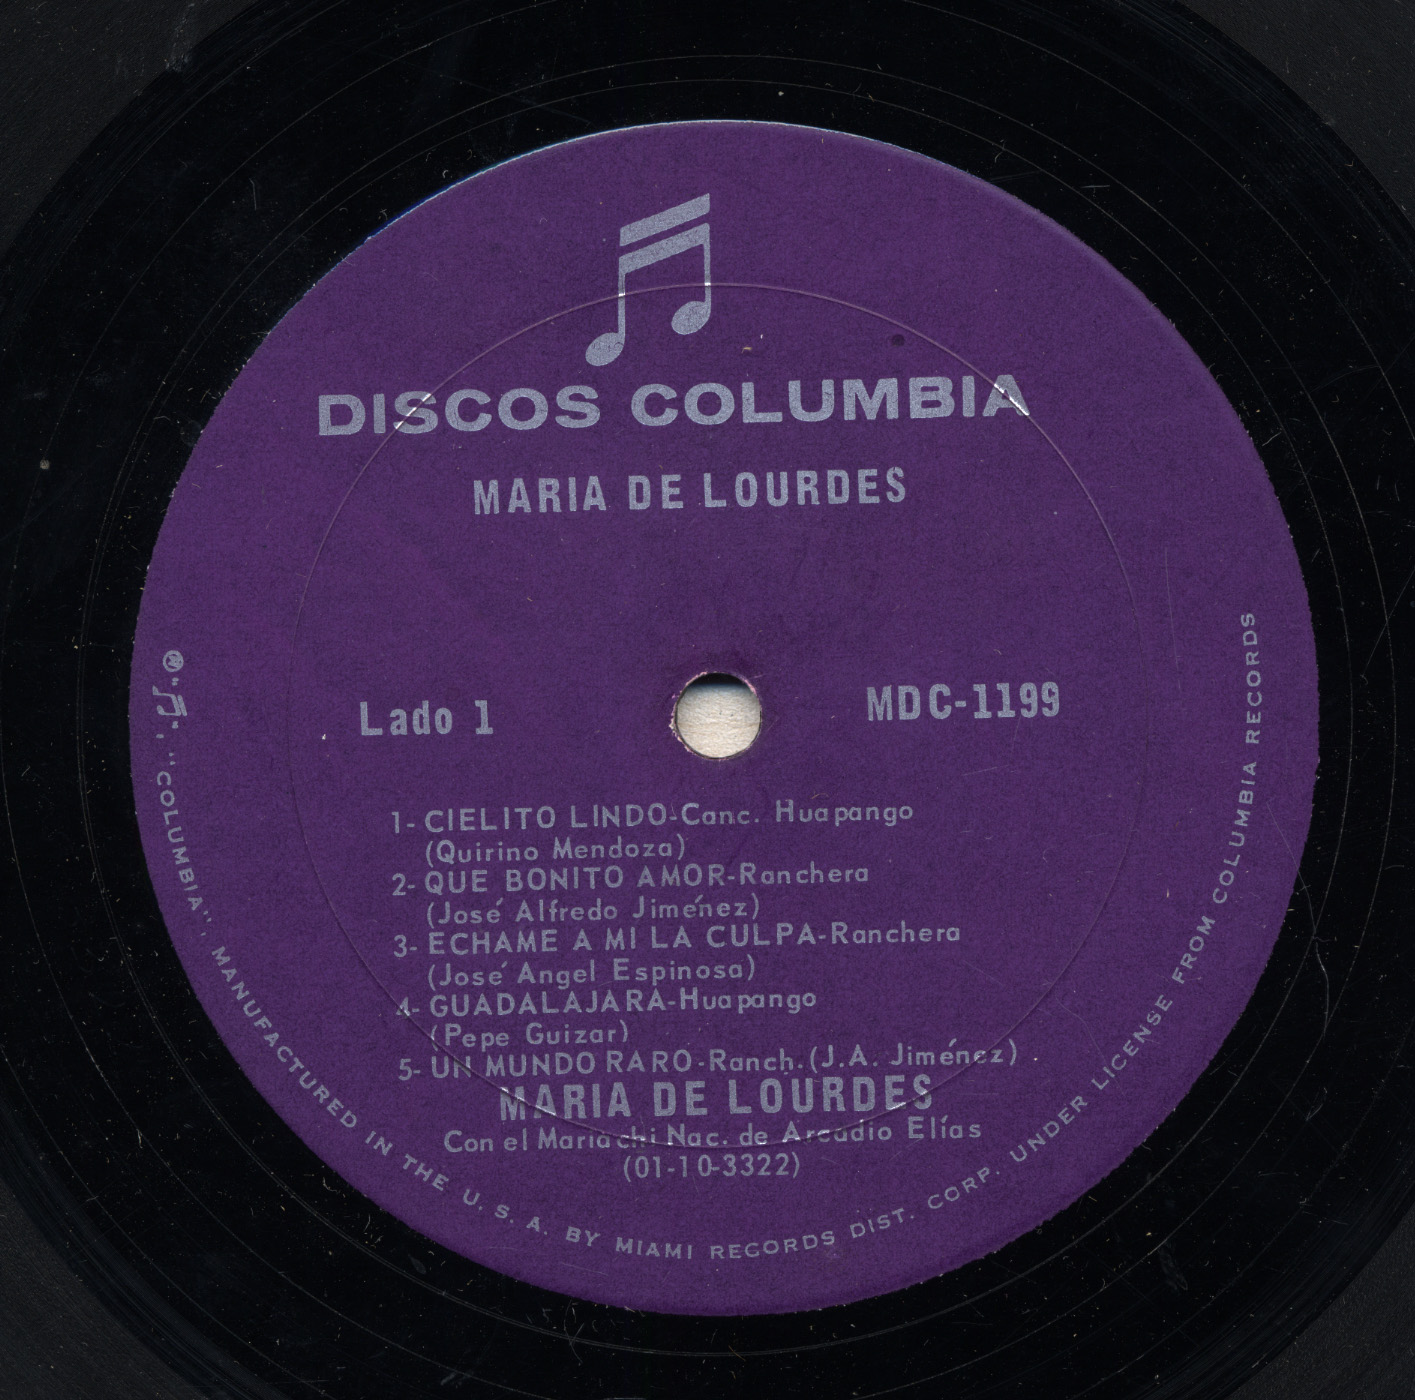 DISCOS COLUMBIA
MARIA DE LOURDES
Lado 1
MDC-1199
1- CIELITO LINDO-Canc. Huapango
(Quirino Mendoza)
2- QUE BONITO AMOR-Ranchera
(José Alfredo Jiménez)
3- ECHAME A MI LA CULPA-Ranchera
(José Angel Espinosa)
4- GUADALAJARA-Huapango
(Pepe Guizar)
5- UN MUNDO RARO-Ranch. (J.A. Jiménez)
MARIA DE LOURDES
Con el Mariachi Nac. de Arcadio Elías
(01-10-3322)
"COLUMBIA", MANUFACTURED IN THE U.S.A. BY MIAMI RECORDS DIST. CORP. UNDER LICENSE FROM COLUMBIA RECORDS